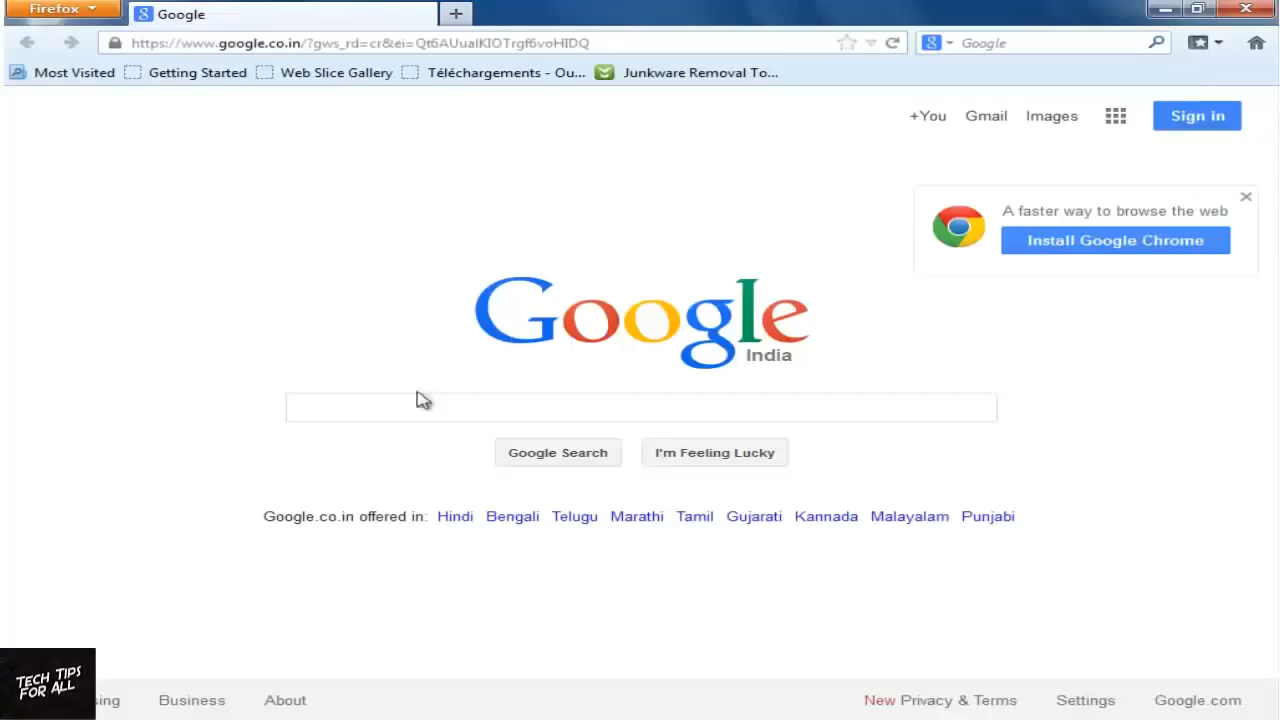 Firefox
Google
https://www.google.co.in/?gws_rd=cr&ei=Qt6AUuaIKIOTrgf6voHIDQ
Google
Most Visited Getting Started Web Slice Gallery Téléchargements - Ou... Junkware Removal To...
+You Gmail Images Sign in
A faster way to browse the web
Install Google Chrome
Google
India
Google Search I'm Feeling Lucky
Google.co.in offered in: Hindi Bengali Telugu Marathi Tamil Gujarati Kannada Malayalam Punjabi
TECH TIPS
FOR ALL
sing Business About New Privacy & Terms Settings Google.com